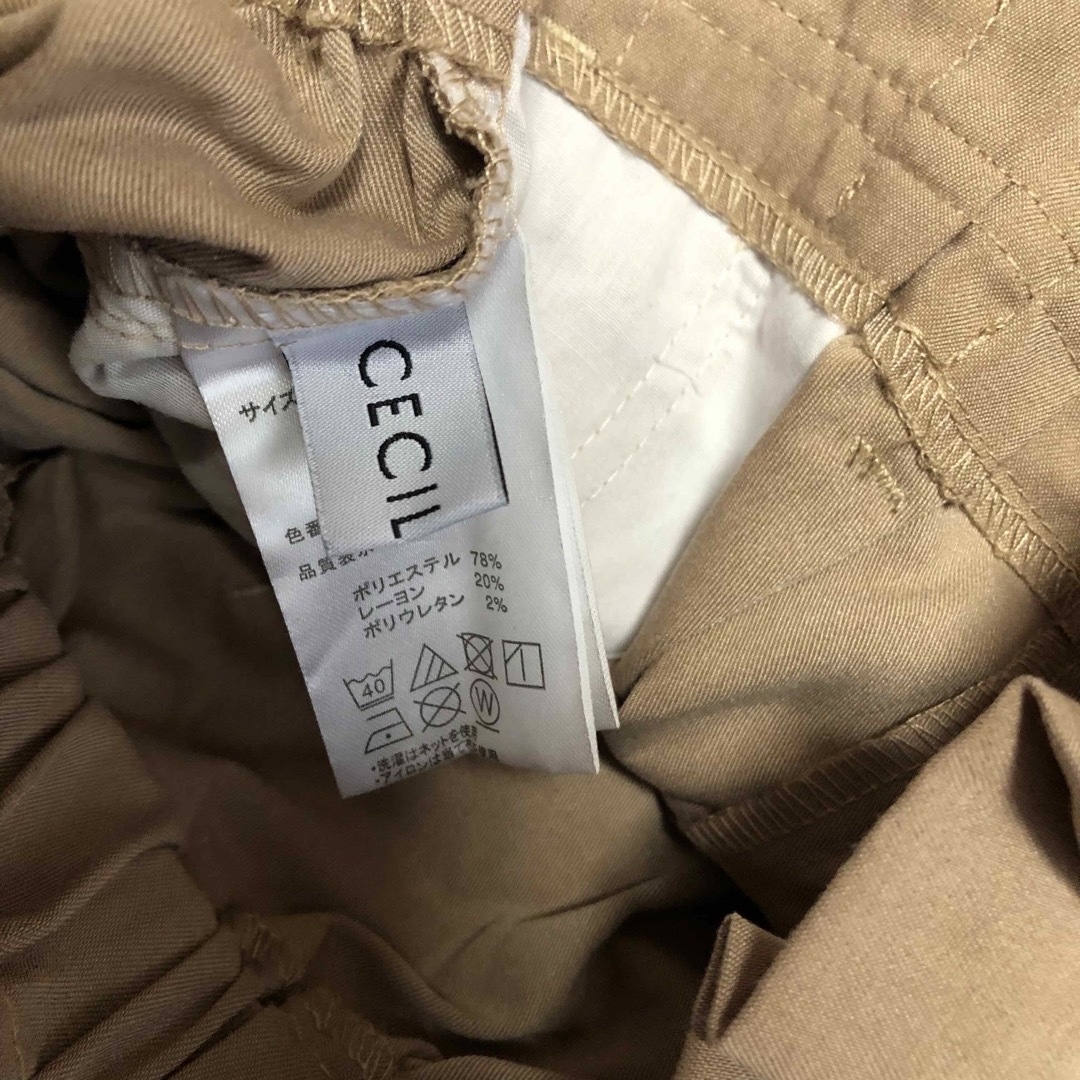 CECIL
サイズ
色番
品質表示
ポリエステル 78%
レーヨン 20%
ポリウレタン 2%
40
W
・洗濯はネットを使用
・アイロンは当て布使用